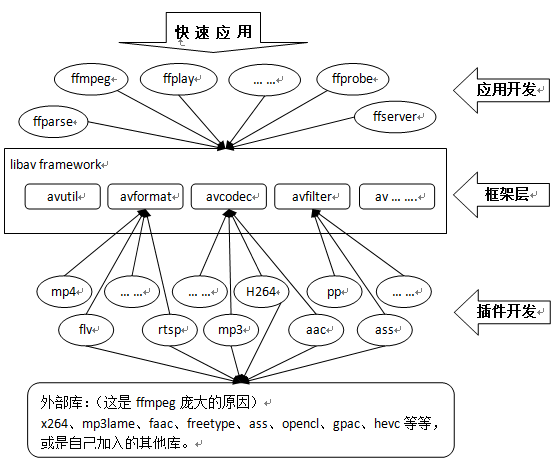 快速应用
ffmpeg
ffplay
... ...
ffprobe
应用开发
ffparse
ffserver
libav framework
avutil
avformat
avcodec
avfilter
av ... ....
框架层
mp4
... ...
... ...
H264
pp
... ...
flv
rtsp
mp3
aac
ass
插件开发
外部库：（这是 ffmpeg 庞大的原因）
x264、mp3lame、faac、freetype、ass、opencl、gpac、hevc 等等，
或是自己加入的其他库。